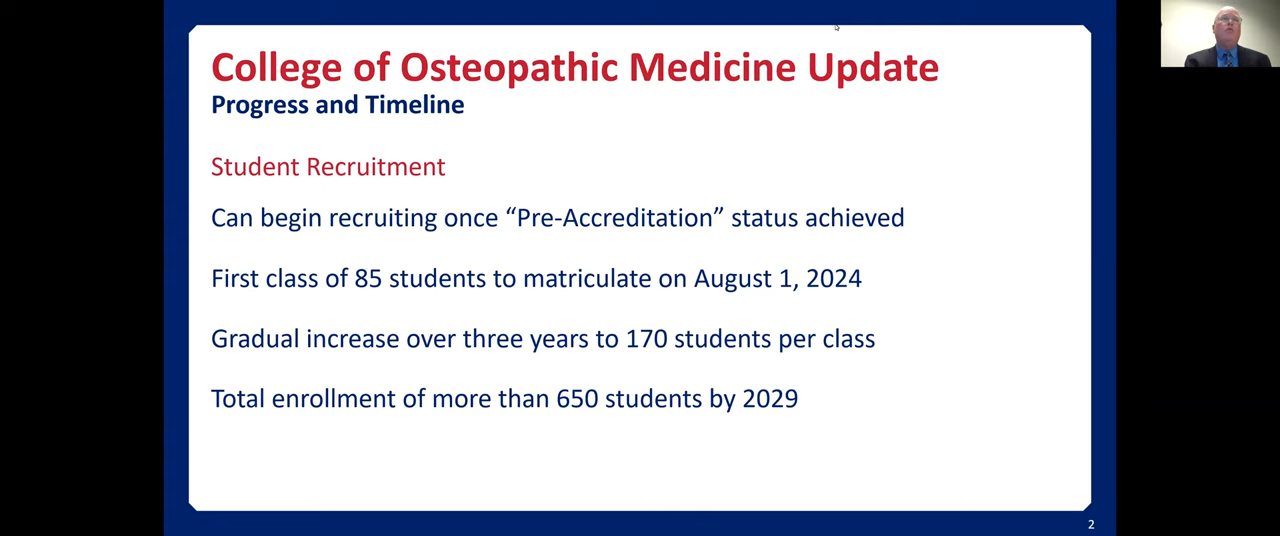 College of Osteopathic Medicine Update
Progress and Timeline
Student Recruitment
Can begin recruiting once “Pre-Accreditation” status achieved
First class of 85 students to matriculate on August 1, 2024
Gradual increase over three years to 170 students per class
Total enrollment of more than 650 students by 2029
2